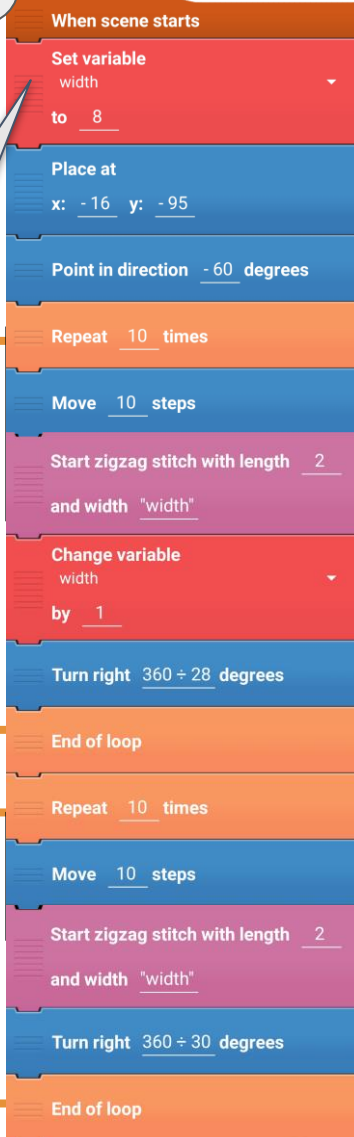 When scene starts
Set variable
width
to 8
Place at
x: - 16 y: - 95
Point in direction - 60 degrees
Repeat 10 times
Move 10 steps
Start zigzag stitch with length 2
and width "width"
Change variable
width
by 1
Turn right 360 ÷ 28 degrees
End of loop
Repeat 10 times
Move 10 steps
Start zigzag stitch with length 2
and width "width"
Turn right 360 ÷ 30 degrees
End of loop